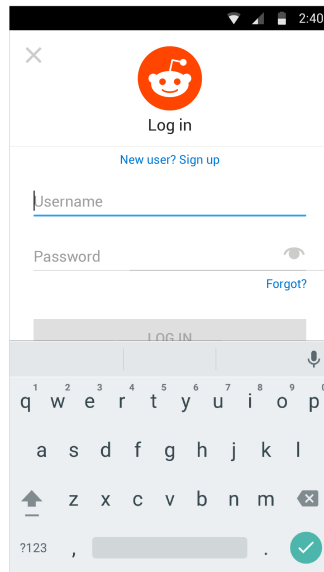 2:40
Log in
New user? Sign up
Username
Password
Forgot?
LOG IN
1 2 3 4 5 6 7 8 9 0
q w e r t y u i o p
a s d f g h j k l
z x c v b n m
?123 , .